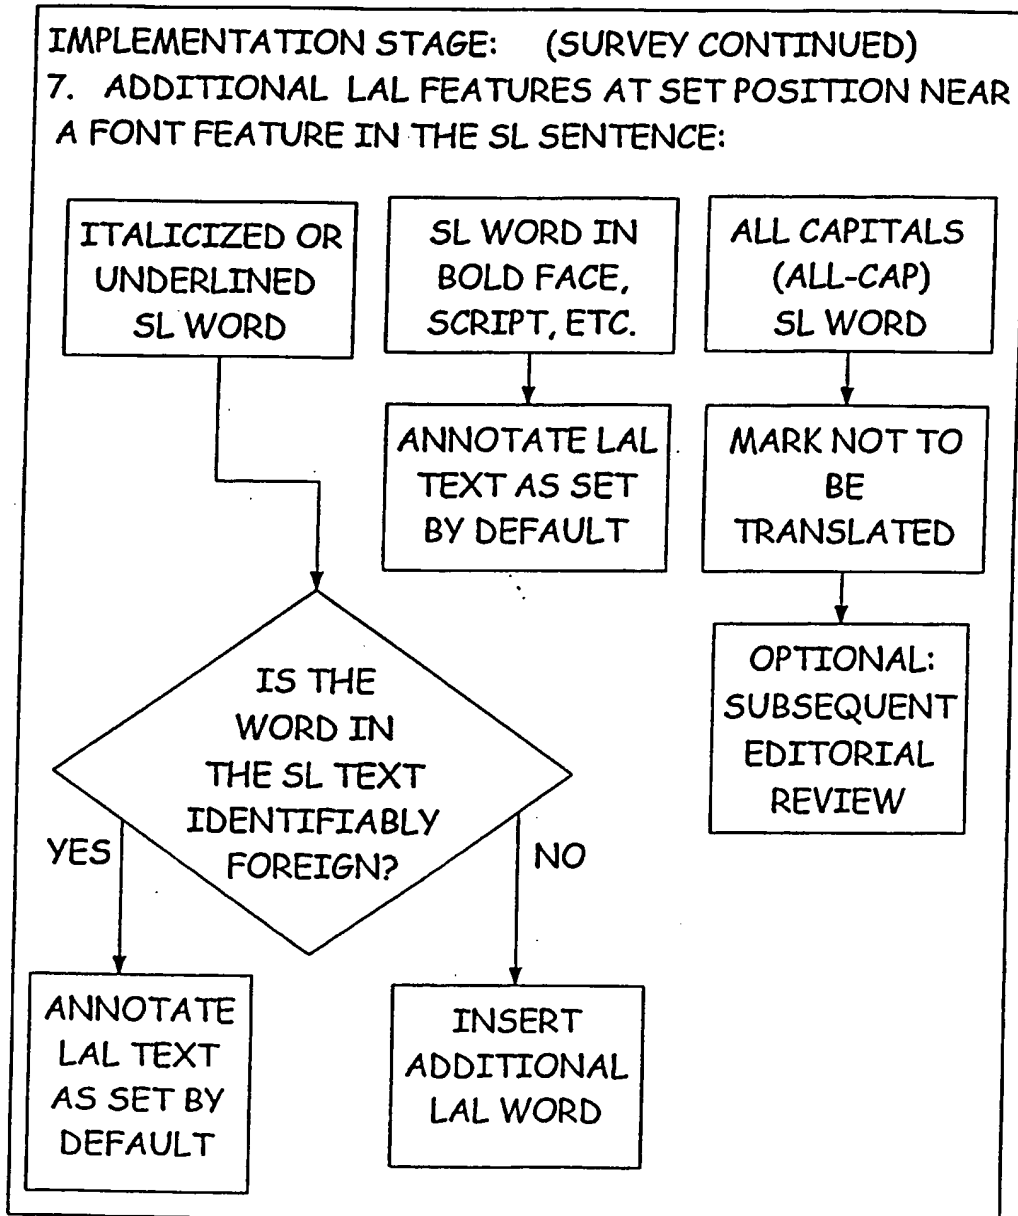 IMPLEMENTATION STAGE: (SURVEY CONTINUED)
7. ADDITIONAL LAL FEATURES AT SET POSITION NEAR
A FONT FEATURE IN THE SL SENTENCE:
ITALICIZED OR
UNDERLINED
SL WORD
SL WORD IN
BOLD FACE,
SCRIPT, ETC.
ALL CAPITALS
(ALL-CAP)
SL WORD
ANNOTATE LAL
TEXT AS SET
BY DEFAULT
MARK NOT TO
BE
TRANSLATED
OPTIONAL:
SUBSEQUENT
EDITORIAL
REVIEW
IS THE
WORD IN
THE SL TEXT
IDENTIFIABLY
FOREIGN?
YES
NO
ANNOTATE
LAL TEXT
AS SET BY
DEFAULT
INSERT
ADDITIONAL
LAL WORD